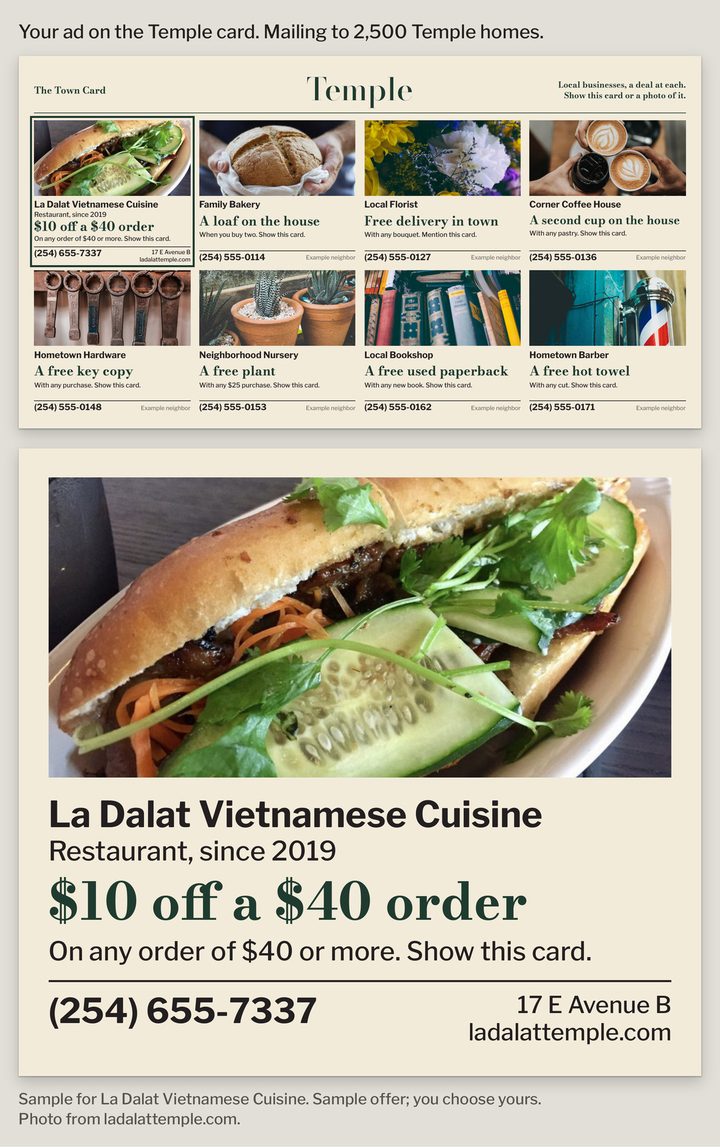 Your ad on the Temple card. Mailing to 2,500 Temple homes.
The Town Card
Temple
Local businesses, a deal at each.
Show this card or a photo of it.
La Dalat Vietnamese Cuisine
Restaurant, since 2019
$10 off a $40 order
On any order of $40 or more. Show this card.
(254) 655-7337
17 E Avenue B
ladalattemple.com
Family Bakery
A loaf on the house
When you buy two. Show this card.
(254) 555-0114
Example neighbor
Local Florist
Free delivery in town
With any bouquet. Mention this card.
(254) 555-0127
Example neighbor
Corner Coffee House
A second cup on the house
With any pastry. Show this card.
(254) 555-0136
Example neighbor
Hometown Hardware
A free key copy
With any purchase. Show this card.
(254) 555-0148
Example neighbor
Neighborhood Nursery
A free plant
With any $25 purchase. Show this card.
(254) 555-0153
Example neighbor
Local Bookshop
A free used paperback
With any new book. Show this card.
(254) 555-0162
Example neighbor
Hometown Barber
A free hot towel
With any cut. Show this card.
(254) 555-0171
Example neighbor
La Dalat Vietnamese Cuisine
Restaurant, since 2019
$10 off a $40 order
On any order of $40 or more. Show this card.
(254) 655-7337
17 E Avenue B
ladalattemple.com
Sample for La Dalat Vietnamese Cuisine. Sample offer; you choose yours.
Photo from ladalattemple.com.